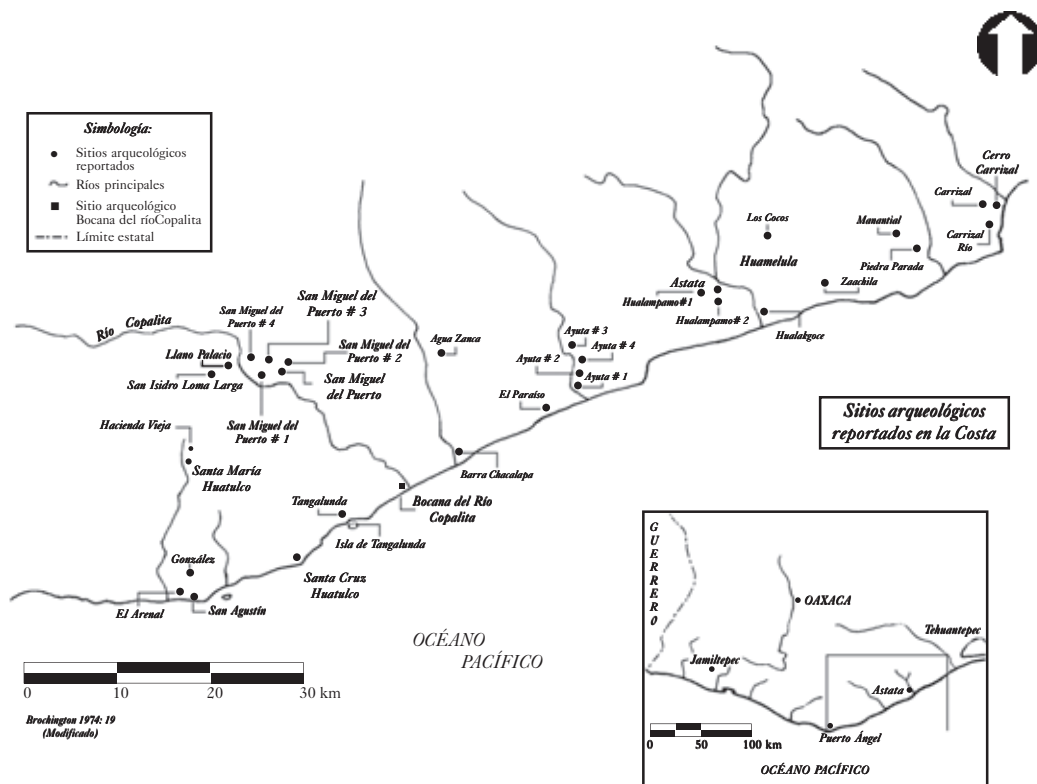 Simbología:
Sitios arqueológicos
reportados
Ríos principales
Sitio arqueológico
Bocana del ríoCopalita
Límite estatal
Cerro
Carrizal
Carrizal
Carrizal
Río
Manantial
Piedra Parada
Los Cocos
Huamelula
Zaachila
Astata
Hualampamo#1
Hualampamo# 2
Hualakgoce
Río Copalita
San Miguel del
Puerto # 4
San Miguel del
Puerto # 3
San Miguel del
Puerto # 2
San Miguel
del Puerto
San Miguel del
Puerto # 1
Llano Palacio
San Isidro Loma Larga
Agua Zanca
Ayuta # 3
Ayuta # 4
Ayuta # 2
Ayuta # 1
El Paraíso
Barra Chacalapa
Hacienda Vieja
Santa María
Huatulco
Bocana del Río
Copalita
Tangalunda
Isla de Tangalunda
Santa Cruz
Huatulco
González
El Arenal
San Agustín
Sitios arqueológicos
reportados en la Costa
OCÉANO
PACÍFICO
0 10 20 30 km
Brochington 1974: 19
(Modificado)
GUERRERO
OAXACA
Tehuantepec
Jamiltepec
Astata
Puerto Ángel
0 50 100 km
OCÉANO PACÍFICO